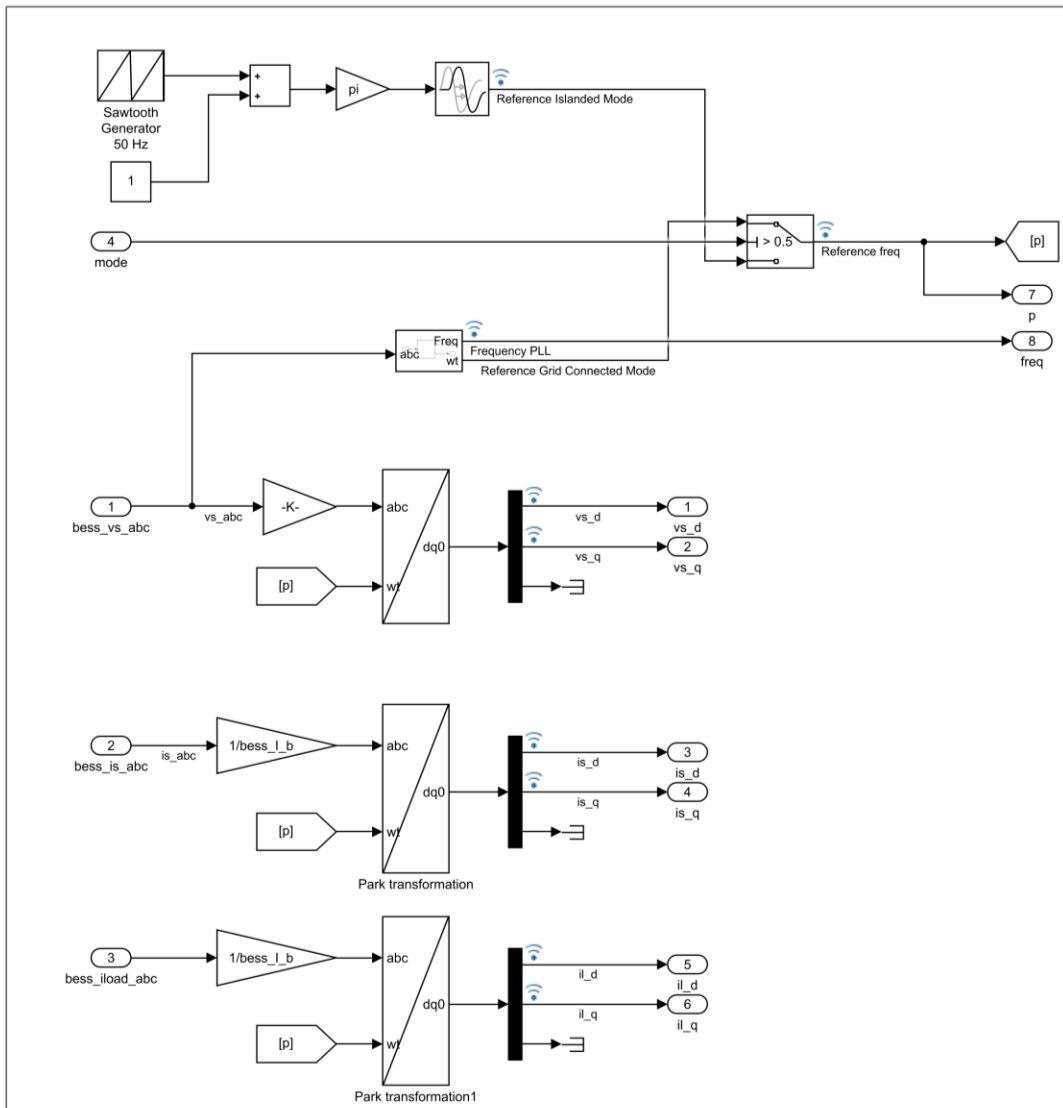 Sawtooth
Generator
50 Hz
+
+
pi
Reference Islanded Mode
1
4
mode
> 0.5
Reference freq
[p]
7
p
abc
Freq
wt
Frequency PLL
Reference Grid Connected Mode
8
freq
1
bess_vs_abc
vs_abc
-K-
abc
dq0
wt
[p]
vs_d
1
vs_d
vs_q
2
vs_q
2
bess_is_abc
is_abc
1/bess_I_b
abc
dq0
wt
[p]
Park transformation
is_d
3
is_d
is_q
4
is_q
3
bess_iload_abc
1/bess_I_b
abc
dq0
wt
[p]
Park transformation1
il_d
5
il_d
il_q
6
il_q